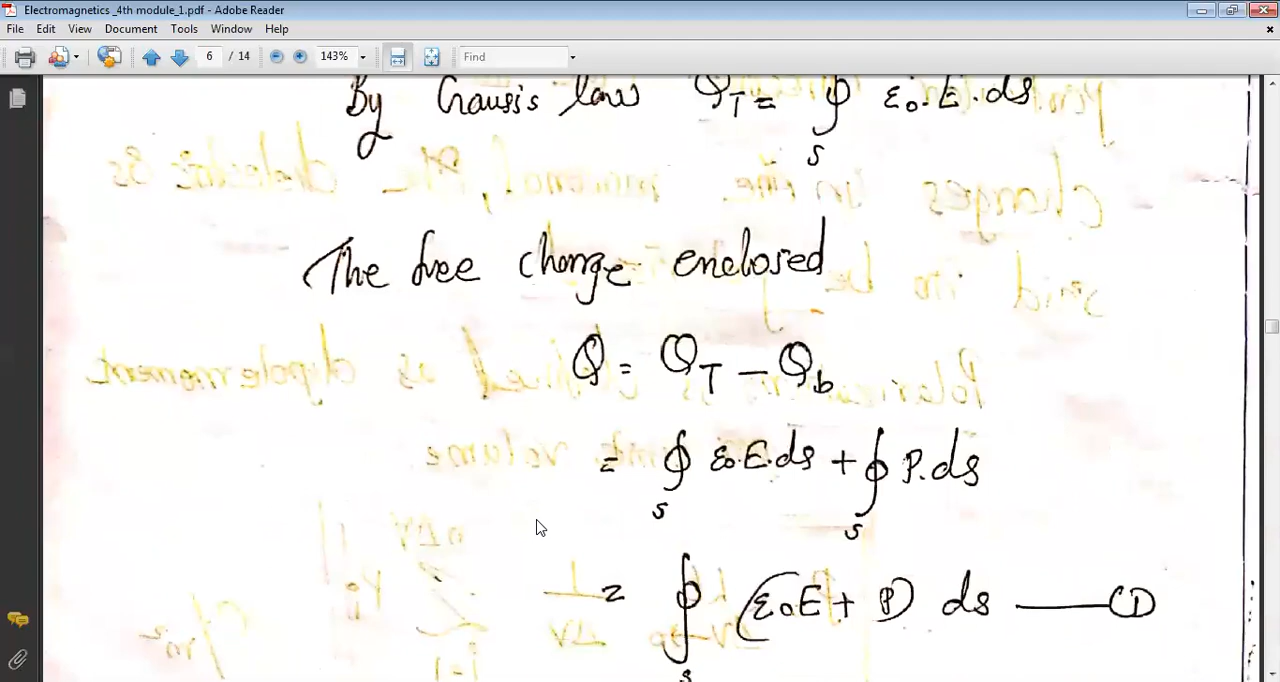 Electromagnetics _4th module_1.pdf - Adobe Reader
File Edit View Document Tools Window Help
6 / 14 143% Find
By Gauss's law Q_T = ∮_S ε₀.E.ds
The free charge enclosed
Q = Q_T - Q_b
= ∮_S ε₀.E.ds + ∮_S P.ds
= ∮_S (ε₀E + P) ds —— (1)